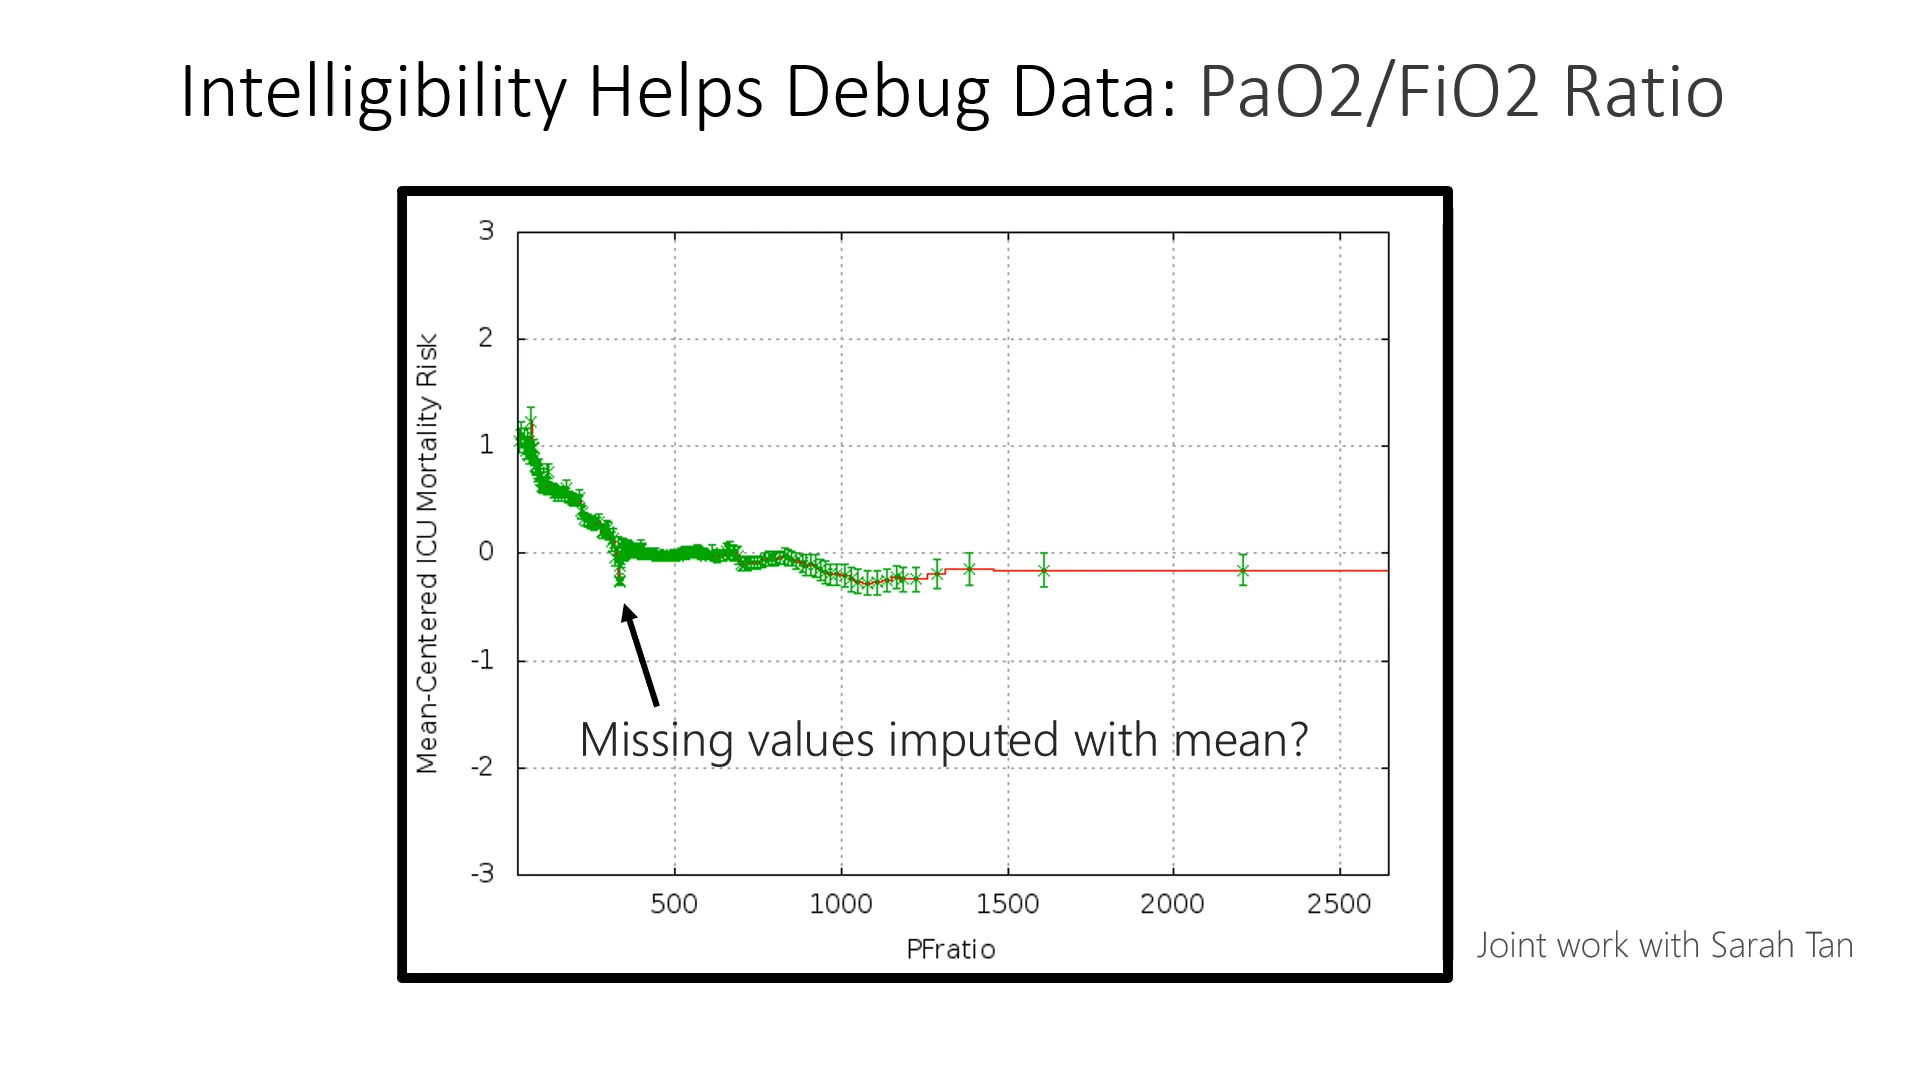 Intelligibility Helps Debug Data: PaO2/FiO2 Ratio
3
2
1
0
-1
-2
-3
Mean-Centered ICU Mortality Risk
Missing values imputed with mean?
500 1000 1500 2000 2500
PFratio
Joint work with Sarah Tan